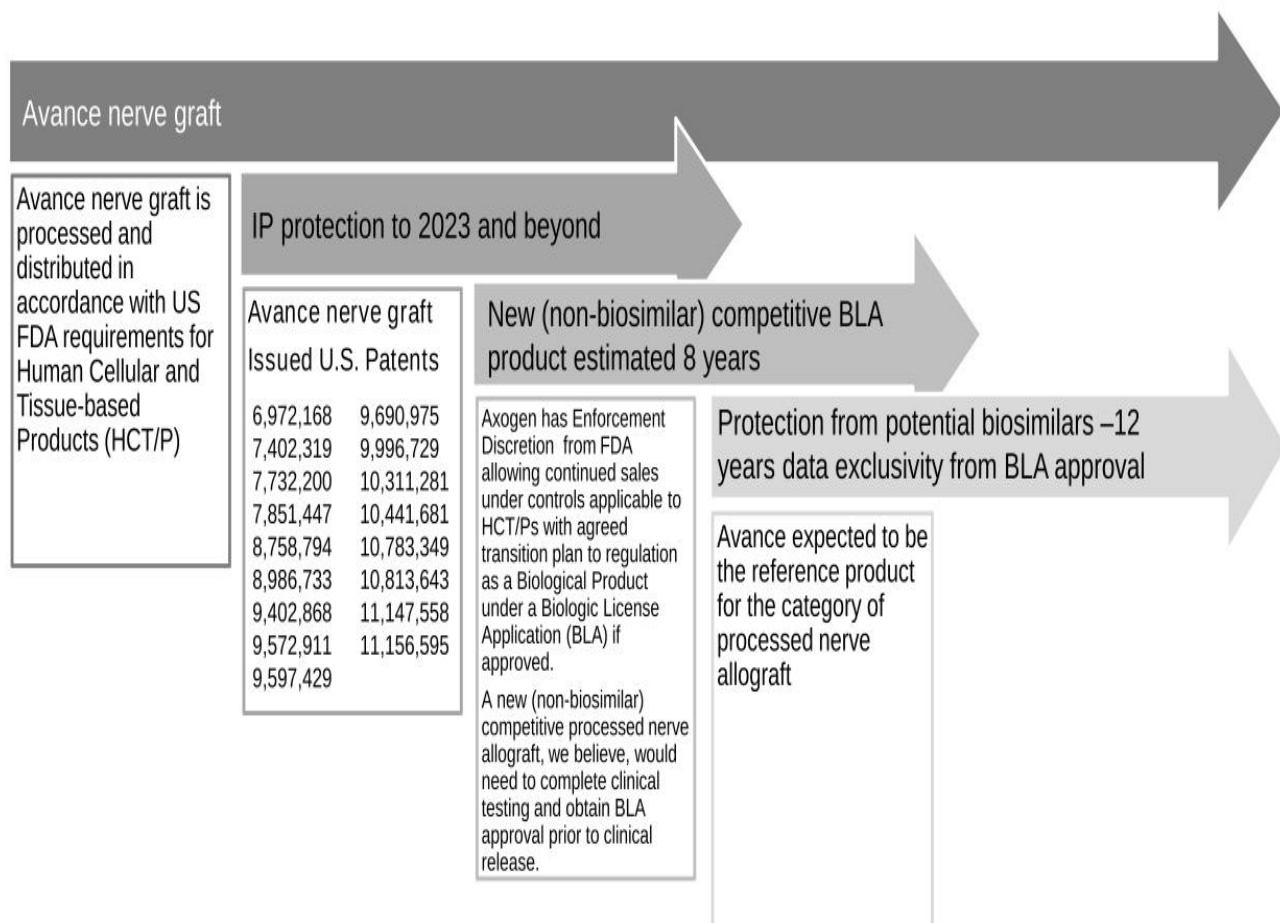 Avance nerve graft
Avance nerve graft is
processed and
distributed in
accordance with US
FDA requirements for
Human Cellular and
Tissue-based
Products (HCT/P)
IP protection to 2023 and beyond
Avance nerve graft
Issued U.S. Patents
6,972,168 9,690,975
7,402,319 9,996,729
7,732,200 10,311,281
7,851,447 10,441,681
8,758,794 10,783,349
8,986,733 10,813,643
9,402,868 11,147,558
9,572,911 11,156,595
9,597,429
New (non-biosimilar) competitive BLA
product estimated 8 years
Axogen has Enforcement
Discretion from FDA
allowing continued sales
under controls applicable to
HCT/Ps with agreed
transition plan to regulation
as a Biological Product
under a Biologic License
Application (BLA) if
approved.
A new (non-biosimilar)
competitive processed nerve
allograft, we believe, would
need to complete clinical
testing and obtain BLA
approval prior to clinical
release.
Protection from potential biosimilars –12
years data exclusivity from BLA approval
Avance expected to be
the reference product
for the category of
processed nerve
allograft